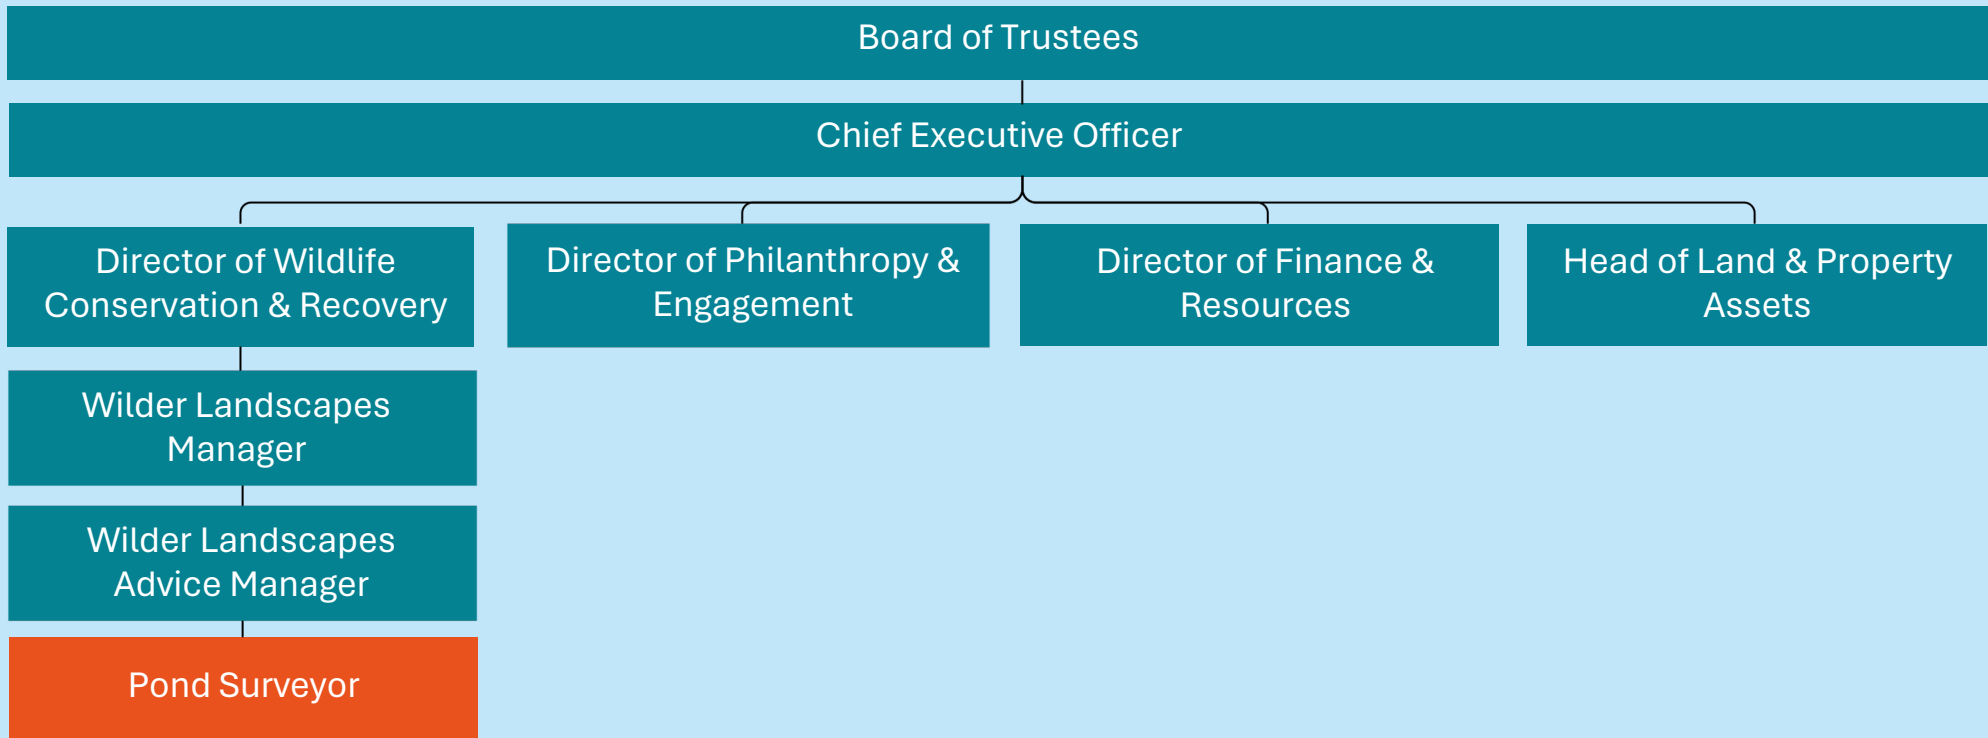 Board of Trustees
Chief Executive Officer
Director of Wildlife
Conservation & Recovery
Director of Philanthropy &
Engagement
Director of Finance &
Resources
Head of Land & Property
Assets
Wilder Landscapes
Manager
Wilder Landscapes
Advice Manager
Pond Surveyor